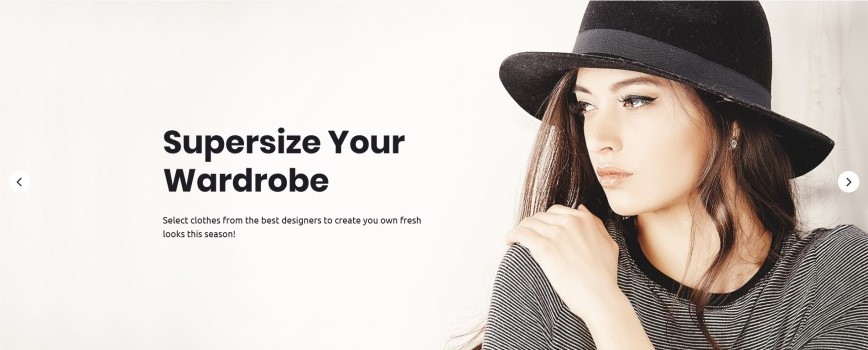 Supersize Your
Wardrobe
Select clothes from the best designers to create you own fresh
looks this season!